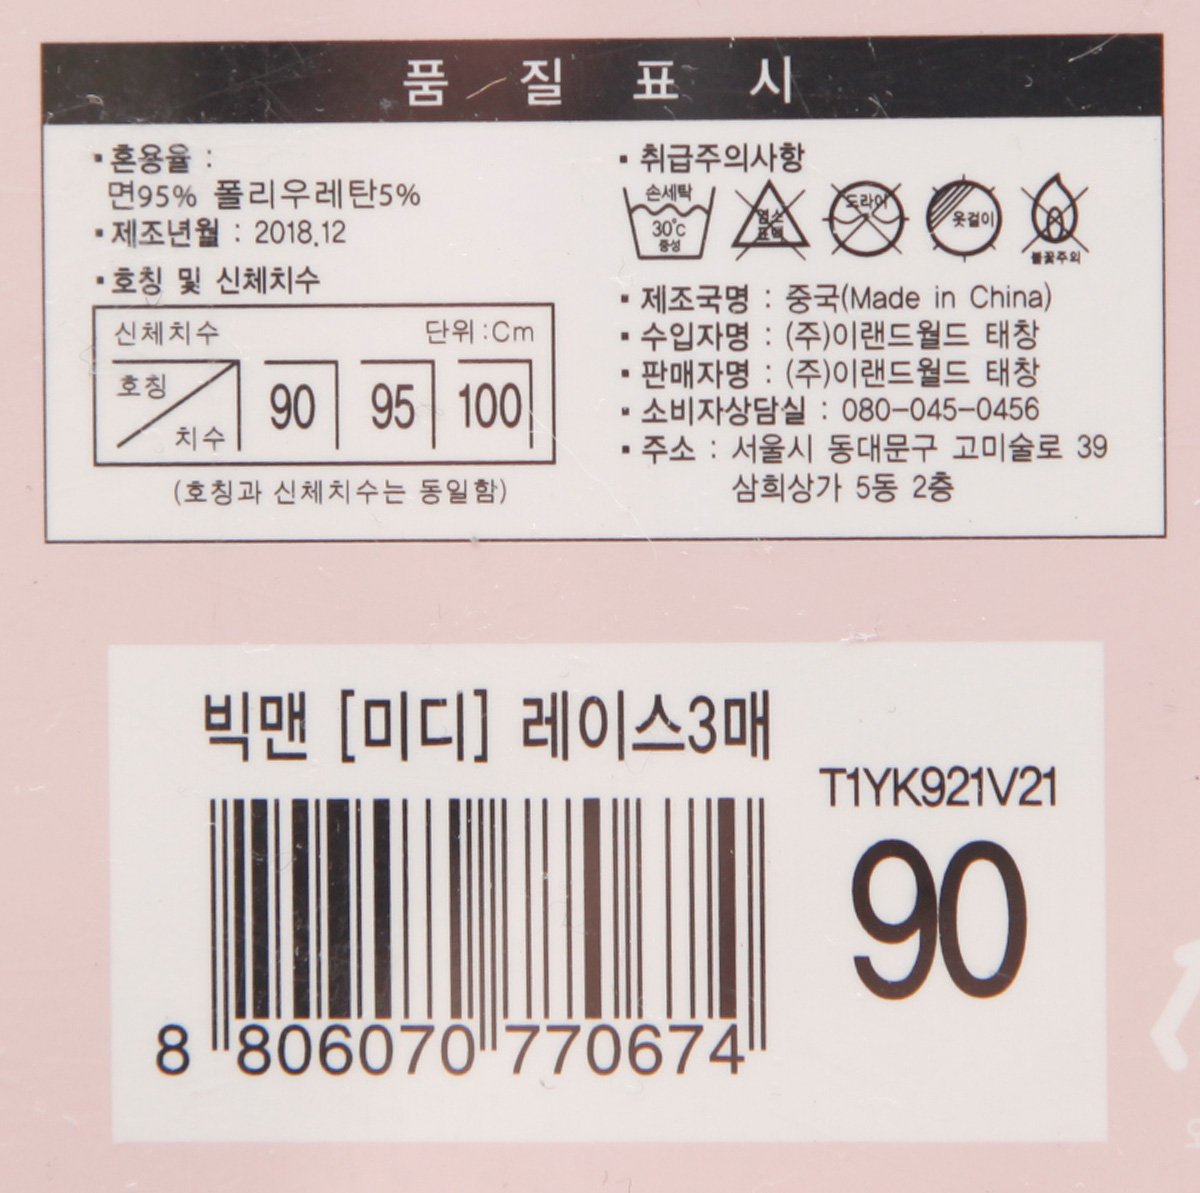 품 질 표 시
▪혼용율 :
면95% 폴리우레탄5%
▪제조년월 : 2018.12
▪호칭 및 신체치수
신체치수 단위:Cm
호칭 90 95 100
치수
(호칭과 신체치수는 동일함)
▪취급주의사항
손세탁
30°C
중성
염소
표백
드라이
옷걸이
불꽃주의
▪제조국명 : 중국(Made in China)
▪수입자명 : (주)이랜드월드 태창
▪판매자명 : (주)이랜드월드 태창
▪소비자상담실 : 080-045-0456
▪주소 : 서울시 동대문구 고미술로 39
삼희상가 5동 2층
빅맨 [미디] 레이스3매
T1YK921V21
90
8 806070 770674